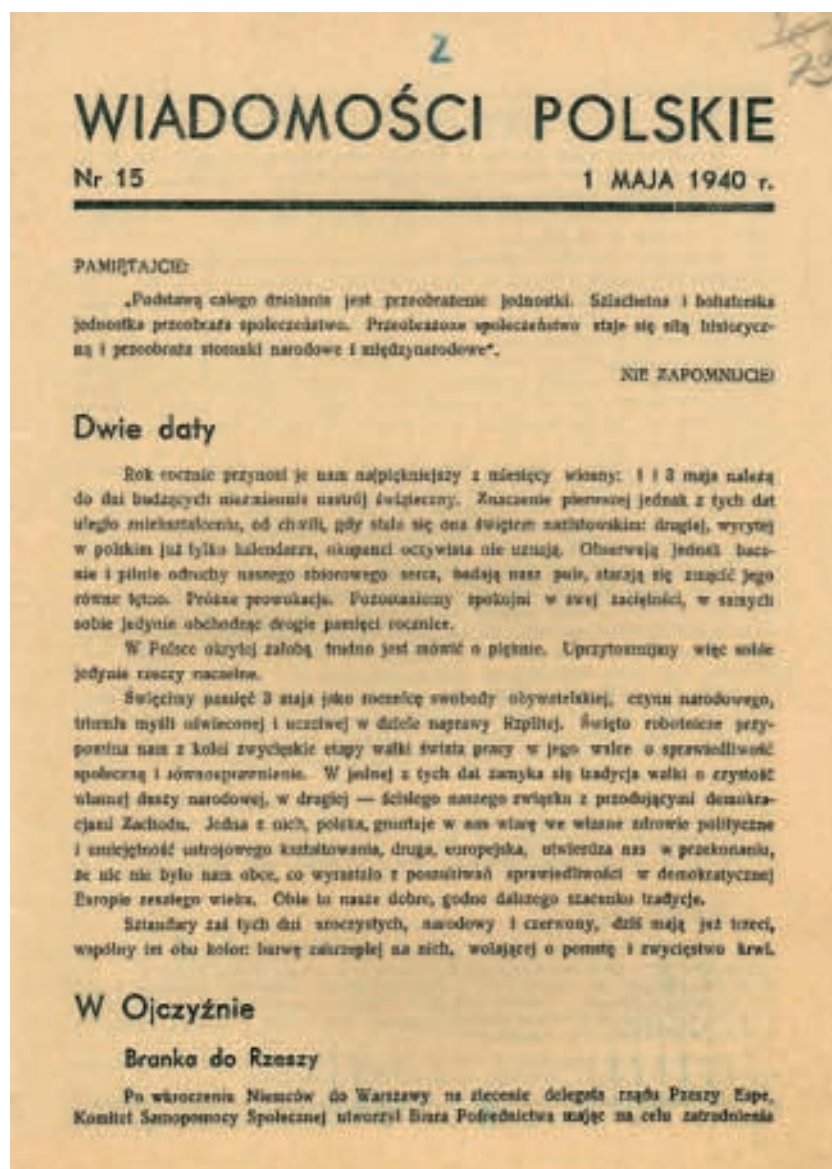 Z
WIADOMOŚCI POLSKIE
Nr 15
1 MAJA 1940 r.
PAMIĘTAJCIE:
„Podstawą całego działania jest przeobrażenie jednostki. Szlachetna i bohaterska
jednostka przeobraża społeczeństwo. Przeobrażone społeczeństwo staje się siłą historycz-
ną i przeobraża stosunki narodowe i międzynarodowe".
NIE ZAPOMNIJCIE!
Dwie daty
Rok rocznie przynosi je nam najpiękniejszy z miesięcy wiosny: 1 i 3 maja należą
do dni budzących niezmiennie nastrój świąteczny. Znaczenie pierwszej jednak z tych dat
uległo zniekształceniu, od chwili, gdy stała się ona świętem nazistowskim: drugiej, wyrytej
w polskim już tylko kalendarzu, okupanci oczywista nie uznają. Obserwują jednak bacz-
nie i pilnie odruchy naszego zbiorowego serca, badają nasz puls, starają się zmącić jego
równe tętno. Próżne prowokacje. Pozostaniemy spokojni w swej zaciętości, w samych
sobie jedynie obchodząc drogie pamięci rocznice.
W Polsce okrytej żałobą trudno jest mówić o pięknie. Uprzytomnijmy więc sobie
jedynie rzeczy naczelne.
Święcimy pamięć 3 maja jako rocznicę swobody obywatelskiej, czynu narodowego,
triumfu myśli oświeconej i uczciwej w dziele naprawy Rzplitej. Święto robotnicze przy-
pomina nam z kolei zwycięskie etapy walki świata pracy w jego walce o sprawiedliwość
społeczną i równouprawnienie. W jednej z tych dat zamyka się tradycja walki o czystość
własnej duszy narodowej, w drugiej — ścisłego naszego związku z przodującymi demokra-
cjami Zachodu. Jedna z nich, polska, gruntuje w nas wiarę we własne zdrowie polityczne
i umiejętność ustrojowego kształtowania, druga, europejska, utwierdza nas w przekonaniu,
że nic nie było nam obce, co wyrastało z poszukiwań sprawiedliwości w demokratycznej
Europie zeszłego wieku. Obie to nasze dobre, godne dalszego szacunku tradycje.
Sztandary zaś tych dni uroczystych, narodowy i czerwony, dziś mają już trzeci,
wspólny im obu kolor: barwę zakrzepłej na nich, wołającej o pomstę i zwycięstwo krwi.
W Ojczyźnie
Branka do Rzeszy
Po wkroczeniu Niemców do Warszawy na zlecenie delegata rządu Rzeszy Espe,
Komitet Samopomocy Społecznej utworzył Biura Pośrednictwa mając na celu zatrudnienia